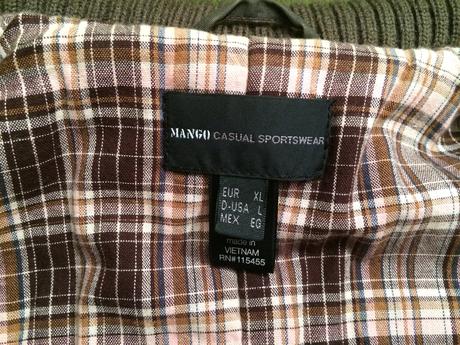 MANGO CASUAL SPORTSWEAR
EUR XL
D-USA L
MEX EG
made in
VIETNAM
RN#115455